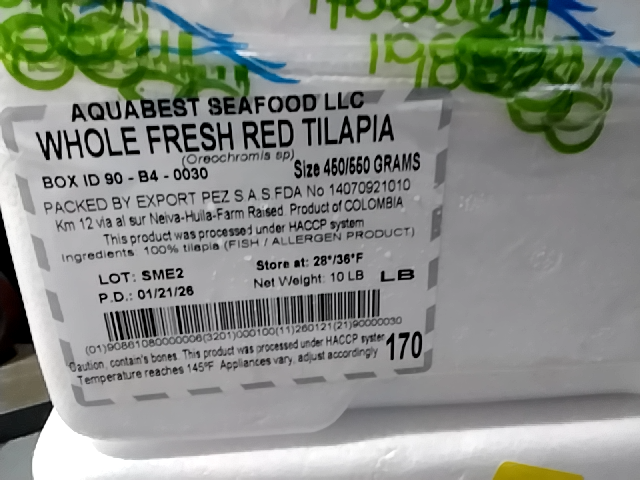 AQUABEST SEAFOOD LLC
WHOLE FRESH RED TILAPIA
(Oreochromis sp)
BOX ID 90 - B4 - 0030
Size 450/550 GRAMS
PACKED BY EXPORT PEZ S A S FDA No 14070921010
Km 12 via al sur Neiva-Huila-Farm Raised. Product of COLOMBIA
This product was processed under HACCP system
Ingredients: 100% tilapia (FISH / ALLERGEN PRODUCT)
LOT: SME2
Store at: 28°/36°F
P.D.: 01/21/26
Net Weight: 10 LB LB
(01)90861080000006(3201)000100(11)260121(21)90000030
Caution, contain's bones. This product was processed under HACCP system
Temperature reaches 145ºF Appliances vary, adjust accordingly
170